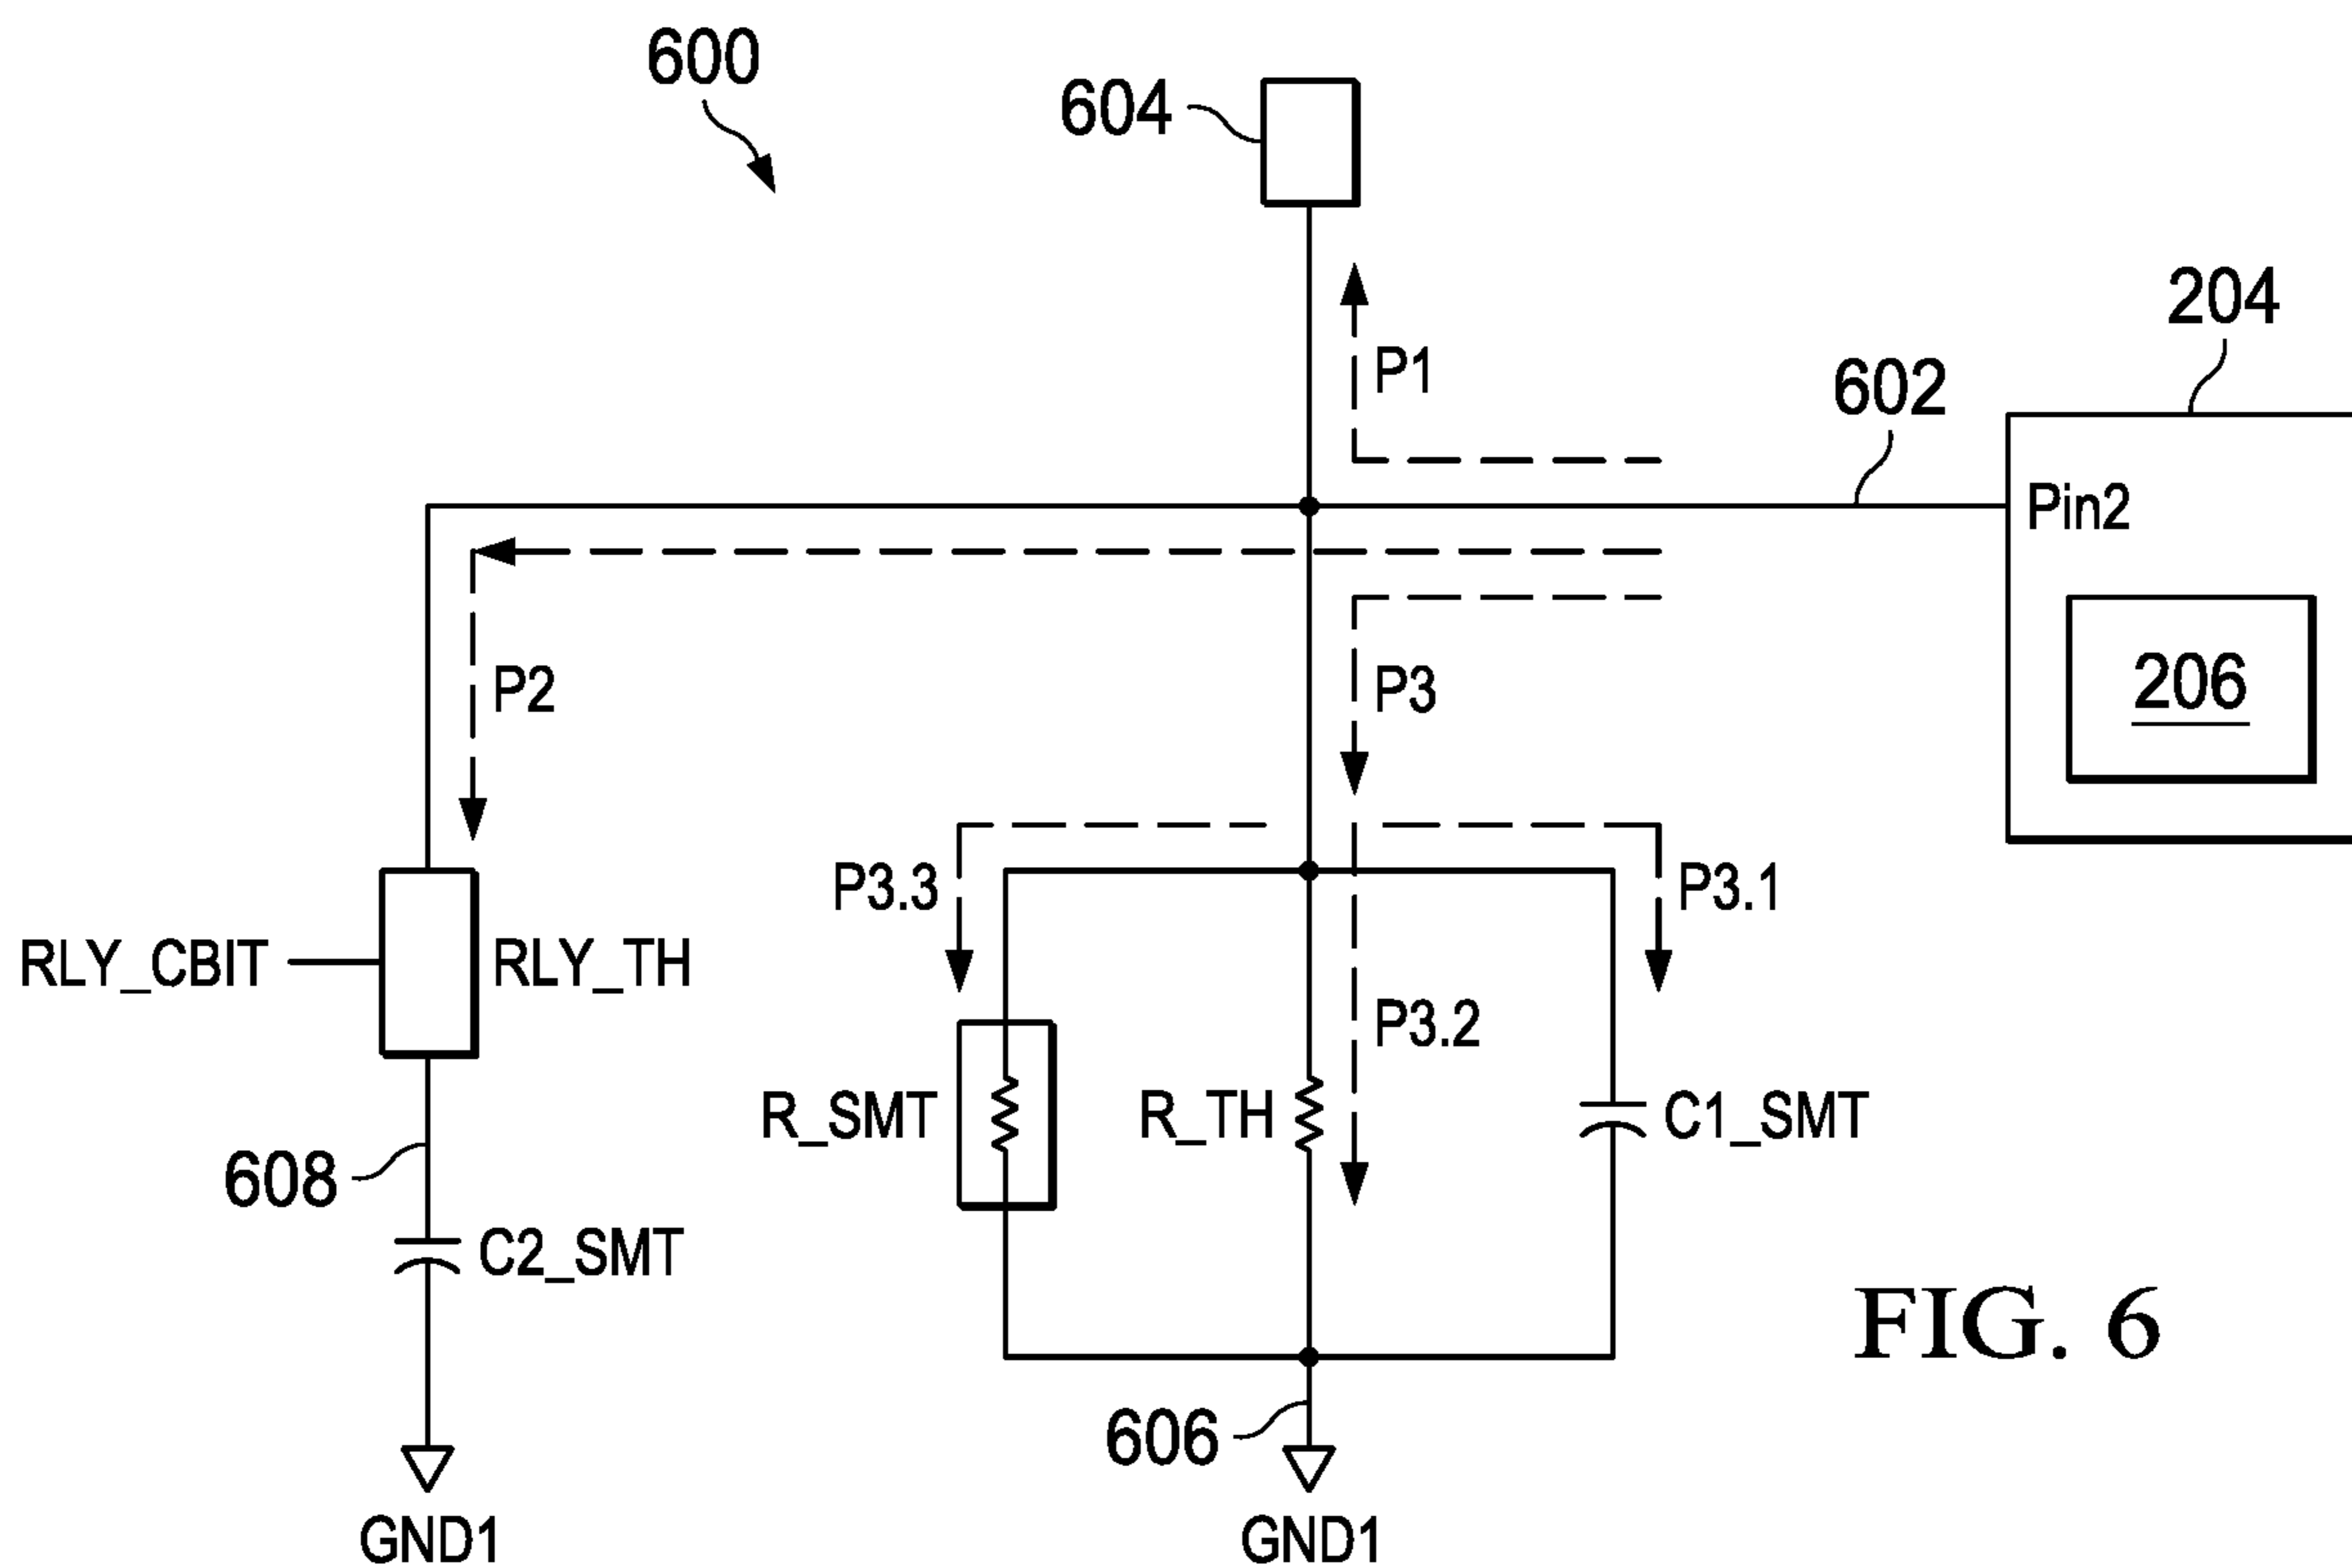 600
604
204
P1
602
Pin2
206
P2
P3
P3.3
P3.1
RLY_CBIT
RLY_TH
P3.2
R_SMT
R_TH
C1_SMT
608
C2_SMT
FIG. 6
606
GND1
GND1